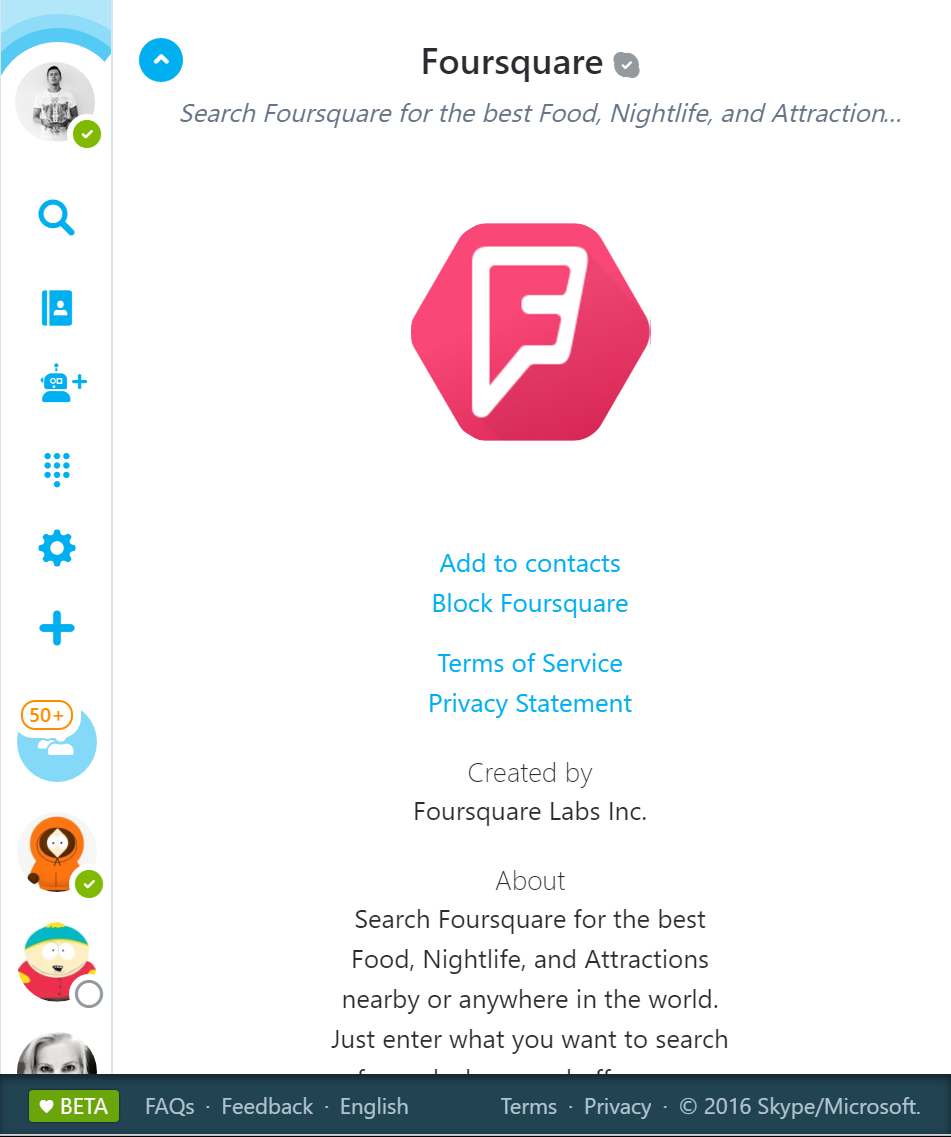 Foursquare
Search Foursquare for the best Food, Nightlife, and Attraction...
50+
Add to contacts
Block Foursquare
Terms of Service
Privacy Statement
Created by
Foursquare Labs Inc.
About
Search Foursquare for the best
Food, Nightlife, and Attractions
nearby or anywhere in the world.
Just enter what you want to search
BETA FAQs · Feedback · English Terms · Privacy · © 2016 Skype/Microsoft.